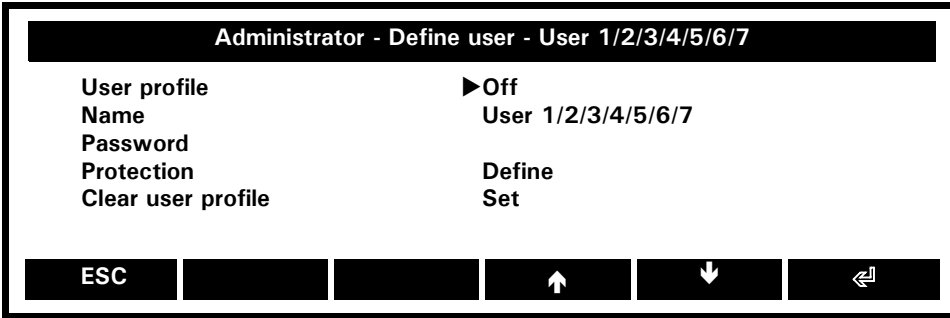 Administrator - Define user - User 1/2/3/4/5/6/7
User profile ▶Off
Name User 1/2/3/4/5/6/7
Password
Protection Define
Clear user profile Set
ESC